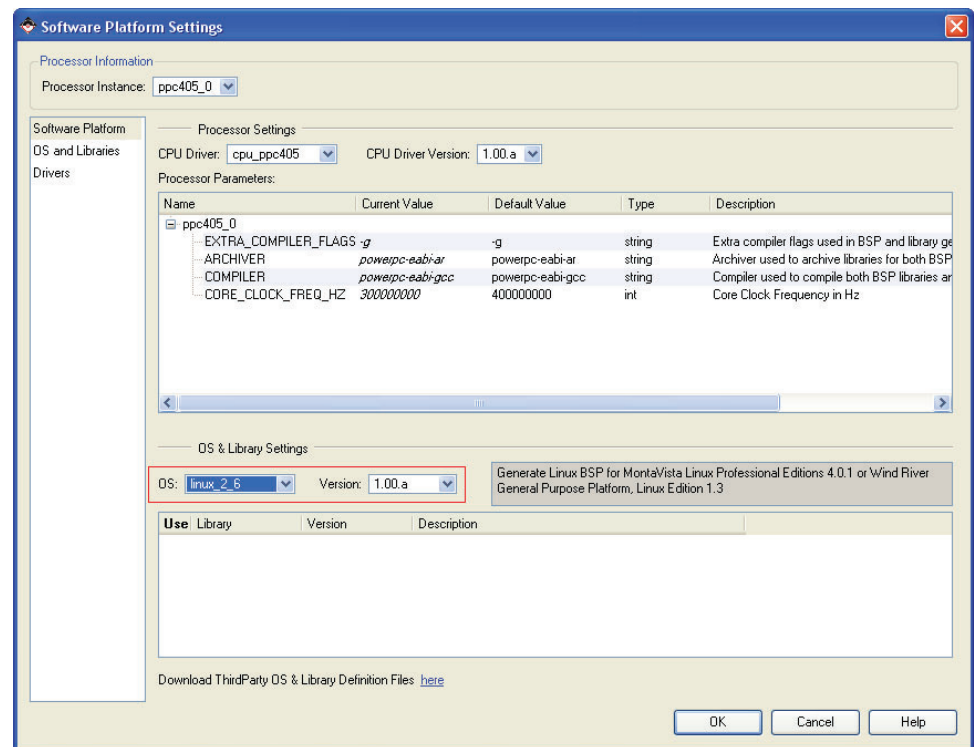 Software Platform Settings
Processor Information
Processor Instance: ppc405_0
Software Platform
OS and Libraries
Drivers
Processor Settings
CPU Driver: cpu_ppc405 CPU Driver Version: 1.00.a
Processor Parameters:
Name Current Value Default Value Type Description
ppc405_0
EXTRA_COMPILER_FLAGS -g -g string Extra compiler flags used in BSP and library ge
ARCHIVER powerpc-eabi-ar powerpc-eabi-ar string Archiver used to archive libraries for both BSP
COMPILER powerpc-eabi-gcc powerpc-eabi-gcc string Compiler used to compile both BSP libraries ar
CORE_CLOCK_FREQ_HZ 300000000 400000000 int Core Clock Frequency in Hz
OS & Library Settings
OS: linux_2_6 Version: 1.00.a
Generate Linux BSP for MontaVista Linux Professional Editions 4.0.1 or Wind River
General Purpose Platform, Linux Edition 1.3
Use Library Version Description
Download ThirdParty OS & Library Definition Files here
OK Cancel Help